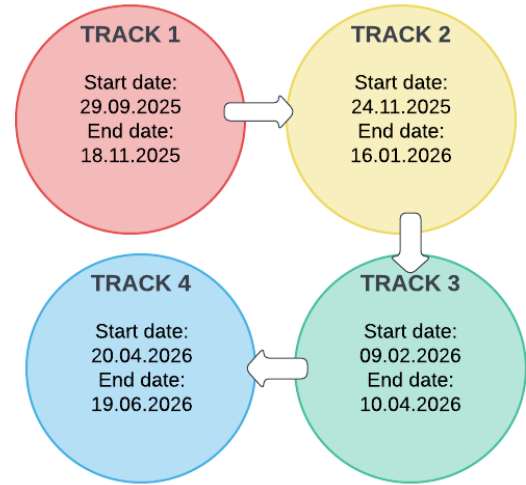 TRACK 1
Start date:
29.09.2025
End date:
18.11.2025
TRACK 2
Start date:
24.11.2025
End date:
16.01.2026
TRACK 3
Start date:
09.02.2026
End date:
10.04.2026
TRACK 4
Start date:
20.04.2026
End date:
19.06.2026